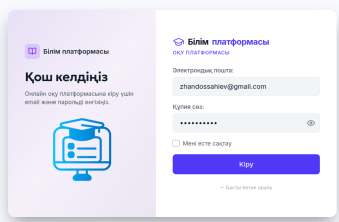 Білім платформасы
Қош келдіңіз
Онлайн оқу платформасына кіру үшін
email және парольді енгізіңіз.
Білім платформасы
ОҚУ ПЛАТФОРМАСЫ
Электрондық пошта:
zhandossahiev@gmail.com
Құпия сөз:
••••••••••
Мені есте сақтау
Кіру
← Басты бетке оралу